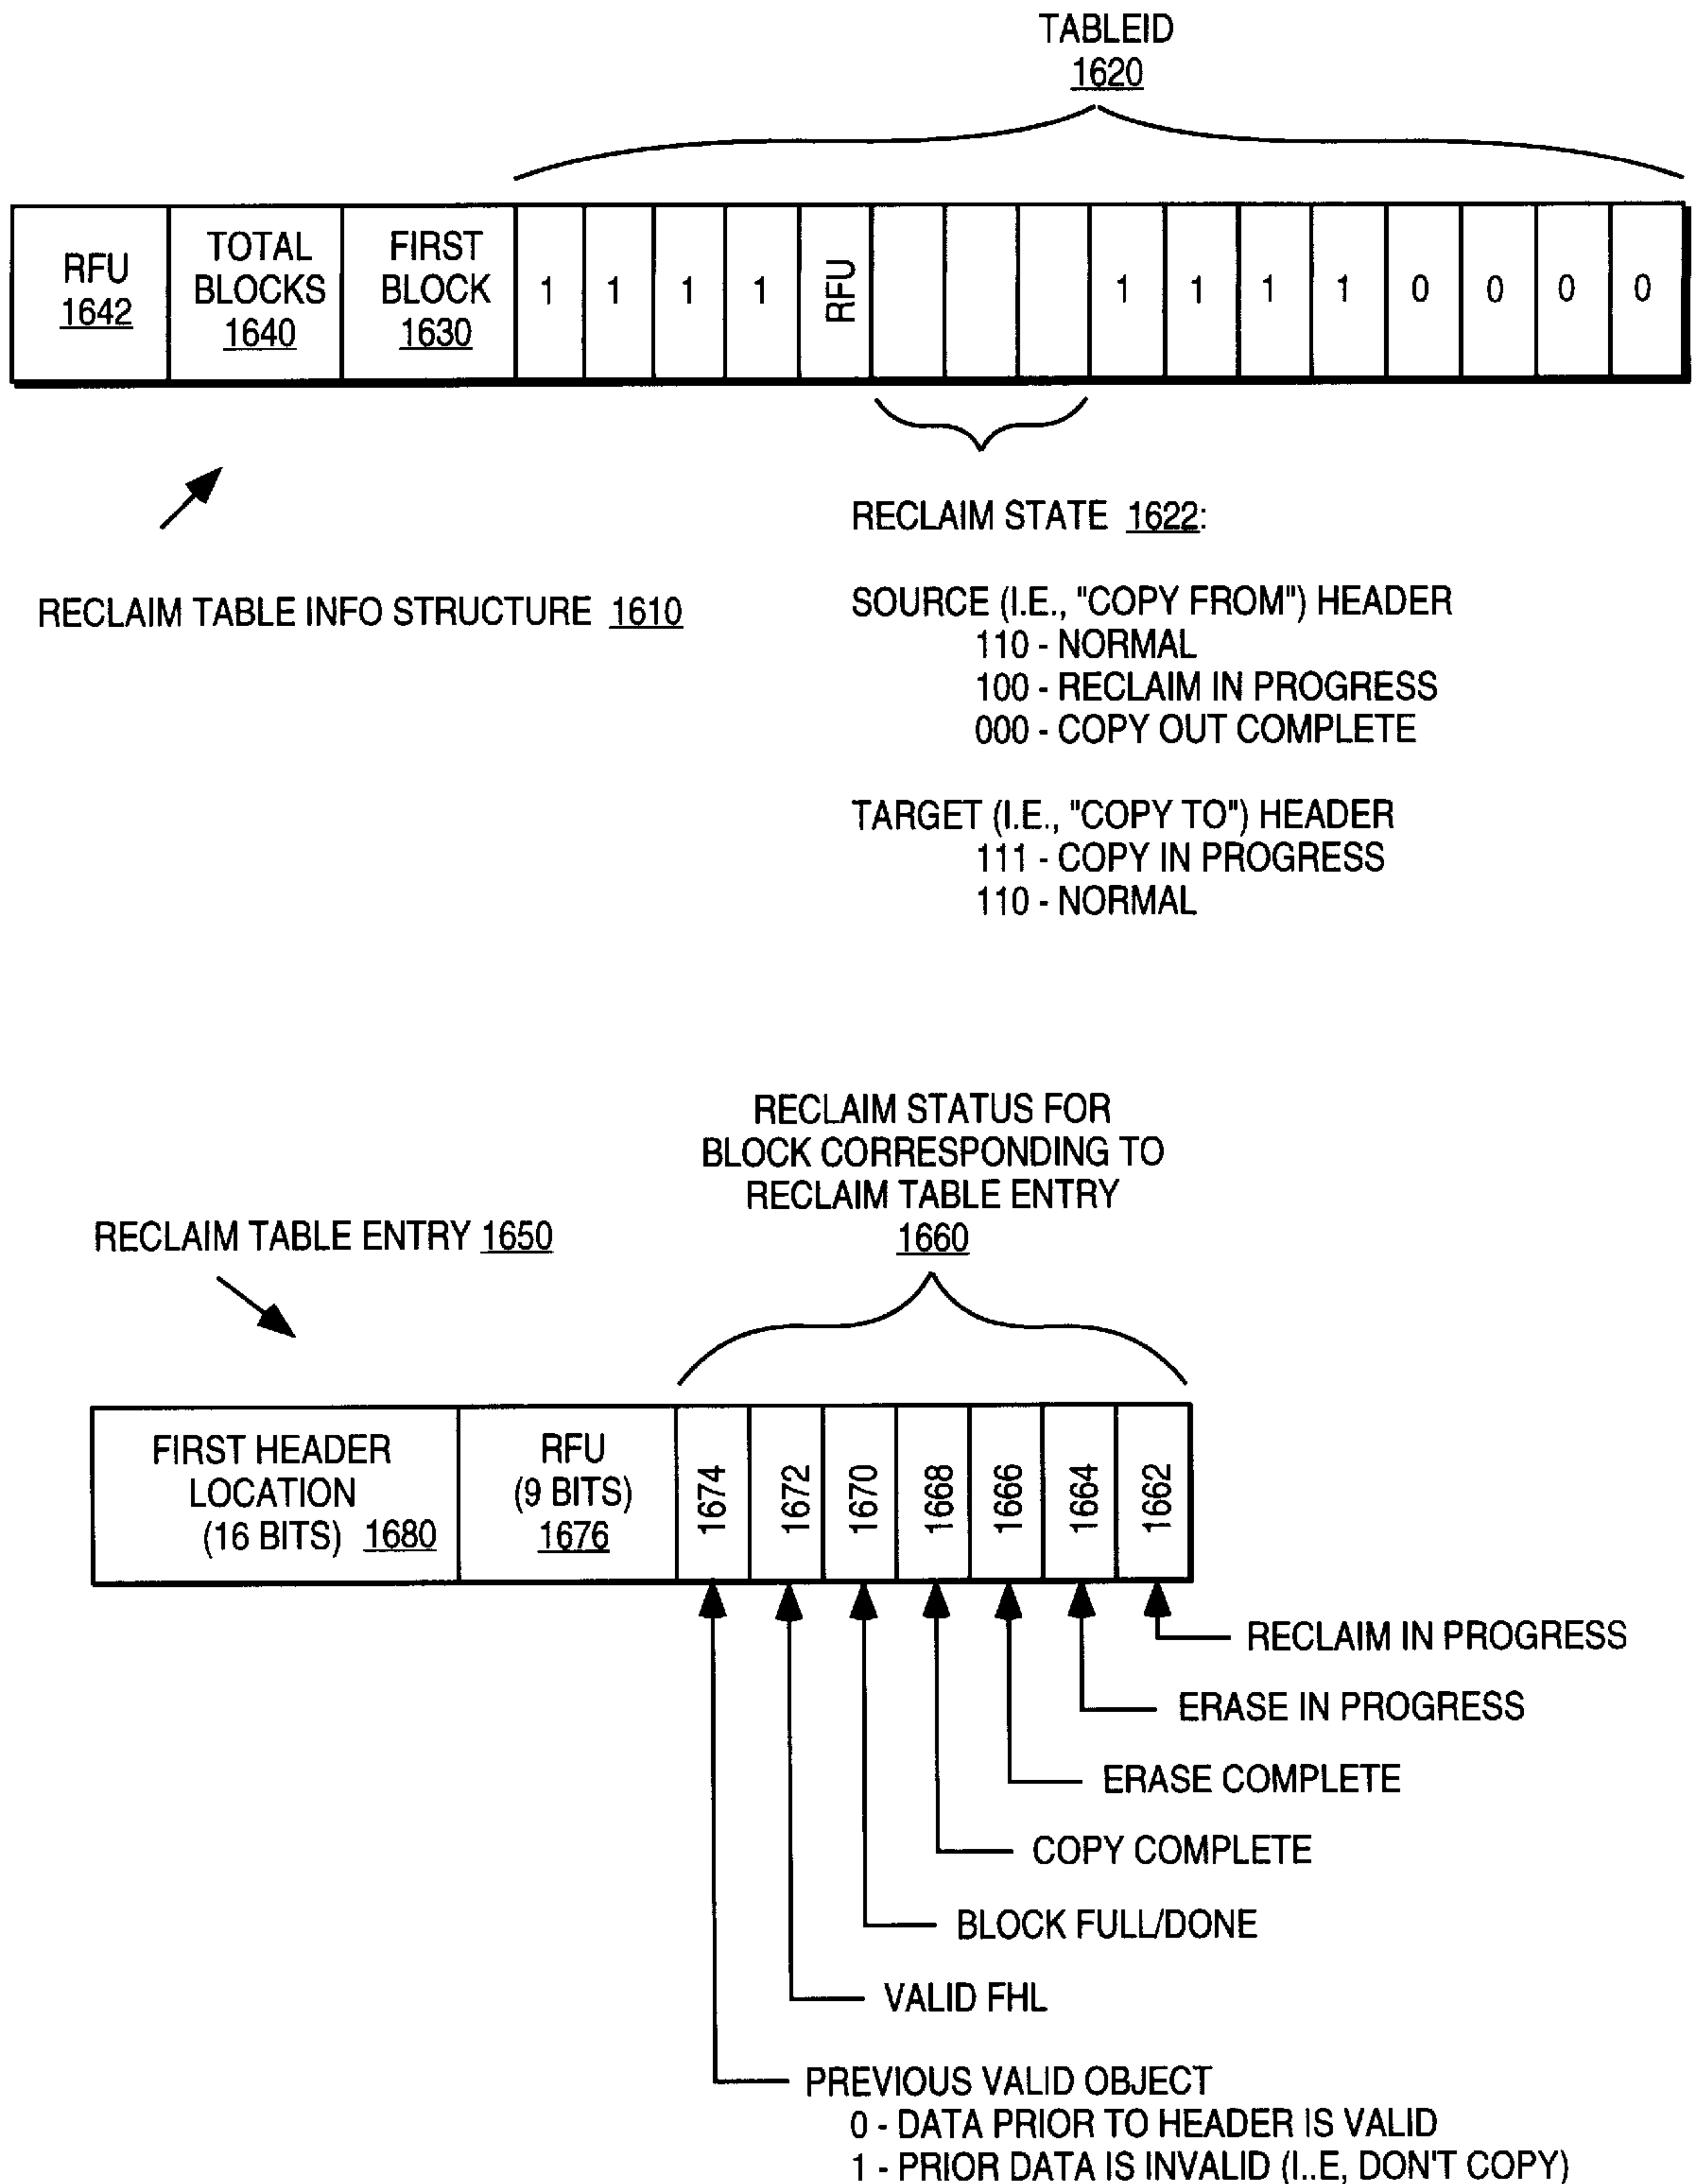 TABLEID
1620
RFU
1642
TOTAL
BLOCKS
1640
FIRST
BLOCK
1630
1 1 1 1 RFU 1 1 1 1 0 0 0 0
RECLAIM STATE 1622:
RECLAIM TABLE INFO STRUCTURE 1610
SOURCE (I.E., "COPY FROM") HEADER
110 - NORMAL
100 - RECLAIM IN PROGRESS
000 - COPY OUT COMPLETE
TARGET (I.E., "COPY TO") HEADER
111 - COPY IN PROGRESS
110 - NORMAL
RECLAIM STATUS FOR
BLOCK CORRESPONDING TO
RECLAIM TABLE ENTRY
1660
RECLAIM TABLE ENTRY 1650
FIRST HEADER
LOCATION
(16 BITS) 1680
RFU
(9 BITS)
1676
1674 1672 1670 1668 1666 1664 1662
RECLAIM IN PROGRESS
ERASE IN PROGRESS
ERASE COMPLETE
COPY COMPLETE
BLOCK FULL/DONE
VALID FHL
PREVIOUS VALID OBJECT
0 - DATA PRIOR TO HEADER IS VALID
1 - PRIOR DATA IS INVALID (I..E, DON'T COPY)